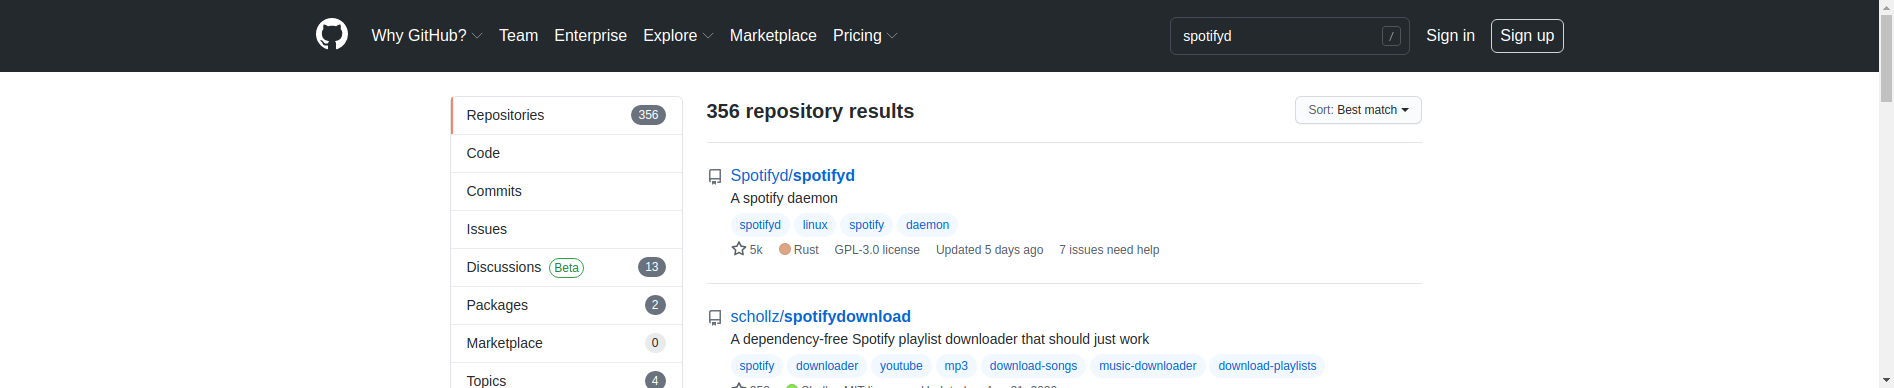 Why GitHub? Team Enterprise Explore Marketplace Pricing spotifyd / Sign in Sign up
Repositories 356
Code
Commits
Issues
Discussions Beta 13
Packages 2
Marketplace 0
Topics 4
356 repository results
Sort: Best match
Spotifyd/spotifyd
A spotify daemon
spotifyd linux spotify daemon
5k Rust GPL-3.0 license Updated 5 days ago 7 issues need help
schollz/spotifydownload
A dependency-free Spotify playlist downloader that should just work
spotify downloader youtube mp3 download-songs music-downloader download-playlists